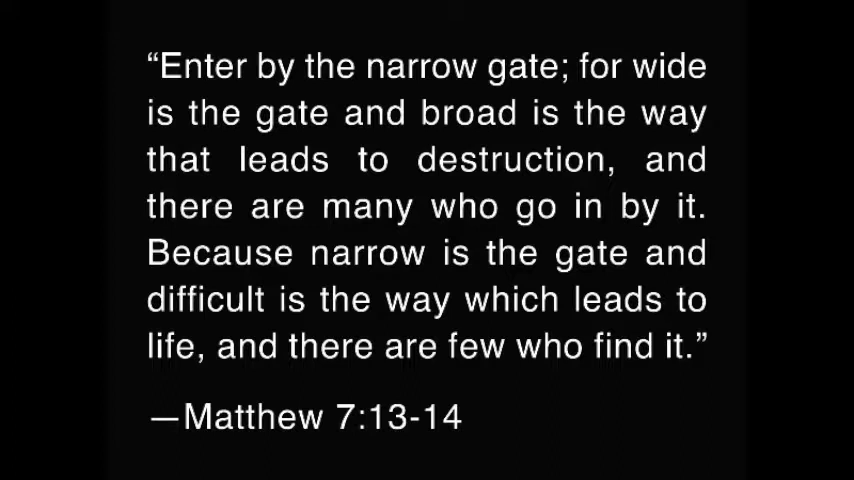 “Enter by the narrow gate; for wide
is the gate and broad is the way
that leads to destruction, and
there are many who go in by it.
Because narrow is the gate and
difficult is the way which leads to
life, and there are few who find it.”
—Matthew 7:13-14